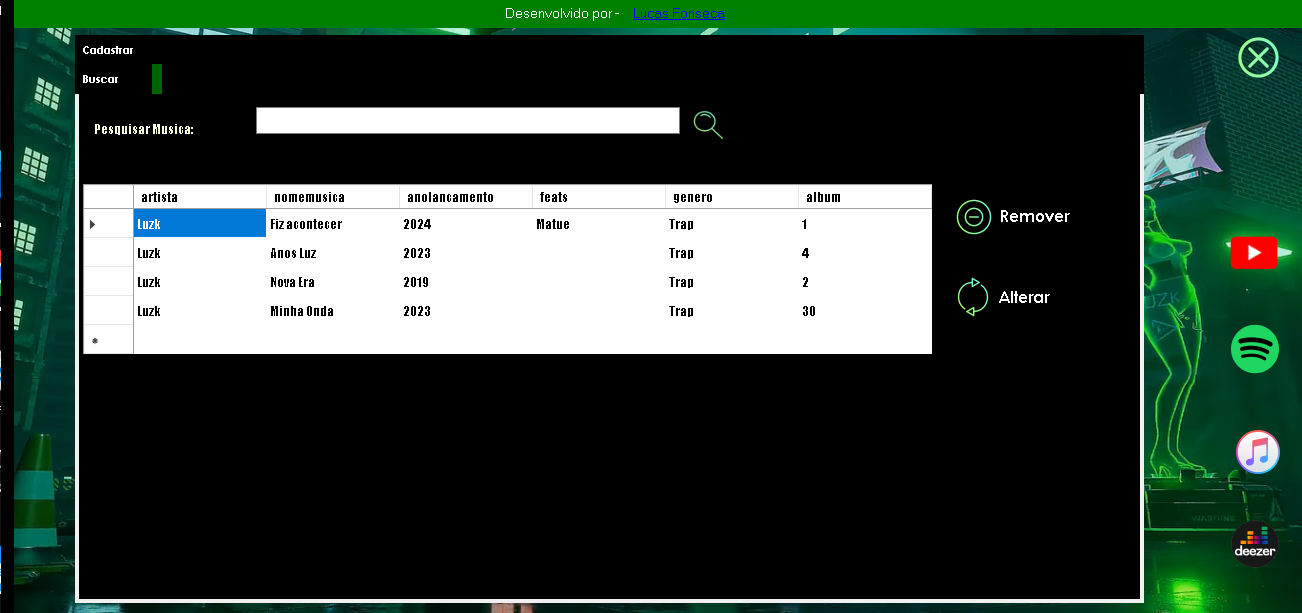 Desenvolvido por - Lucas Fonseca
Cadastrar
Buscar
Pesquisar Musica:
artista nomemusica anolancamento feats genero album
Luzk Fiz acontecer 2024 Matue Trap 1
Luzk Anos Luz 2023 Trap 4
Luzk Nova Era 2019 Trap 2
Luzk Minha Onda 2023 Trap 30
Remover
Alterar
LUZK
deezer